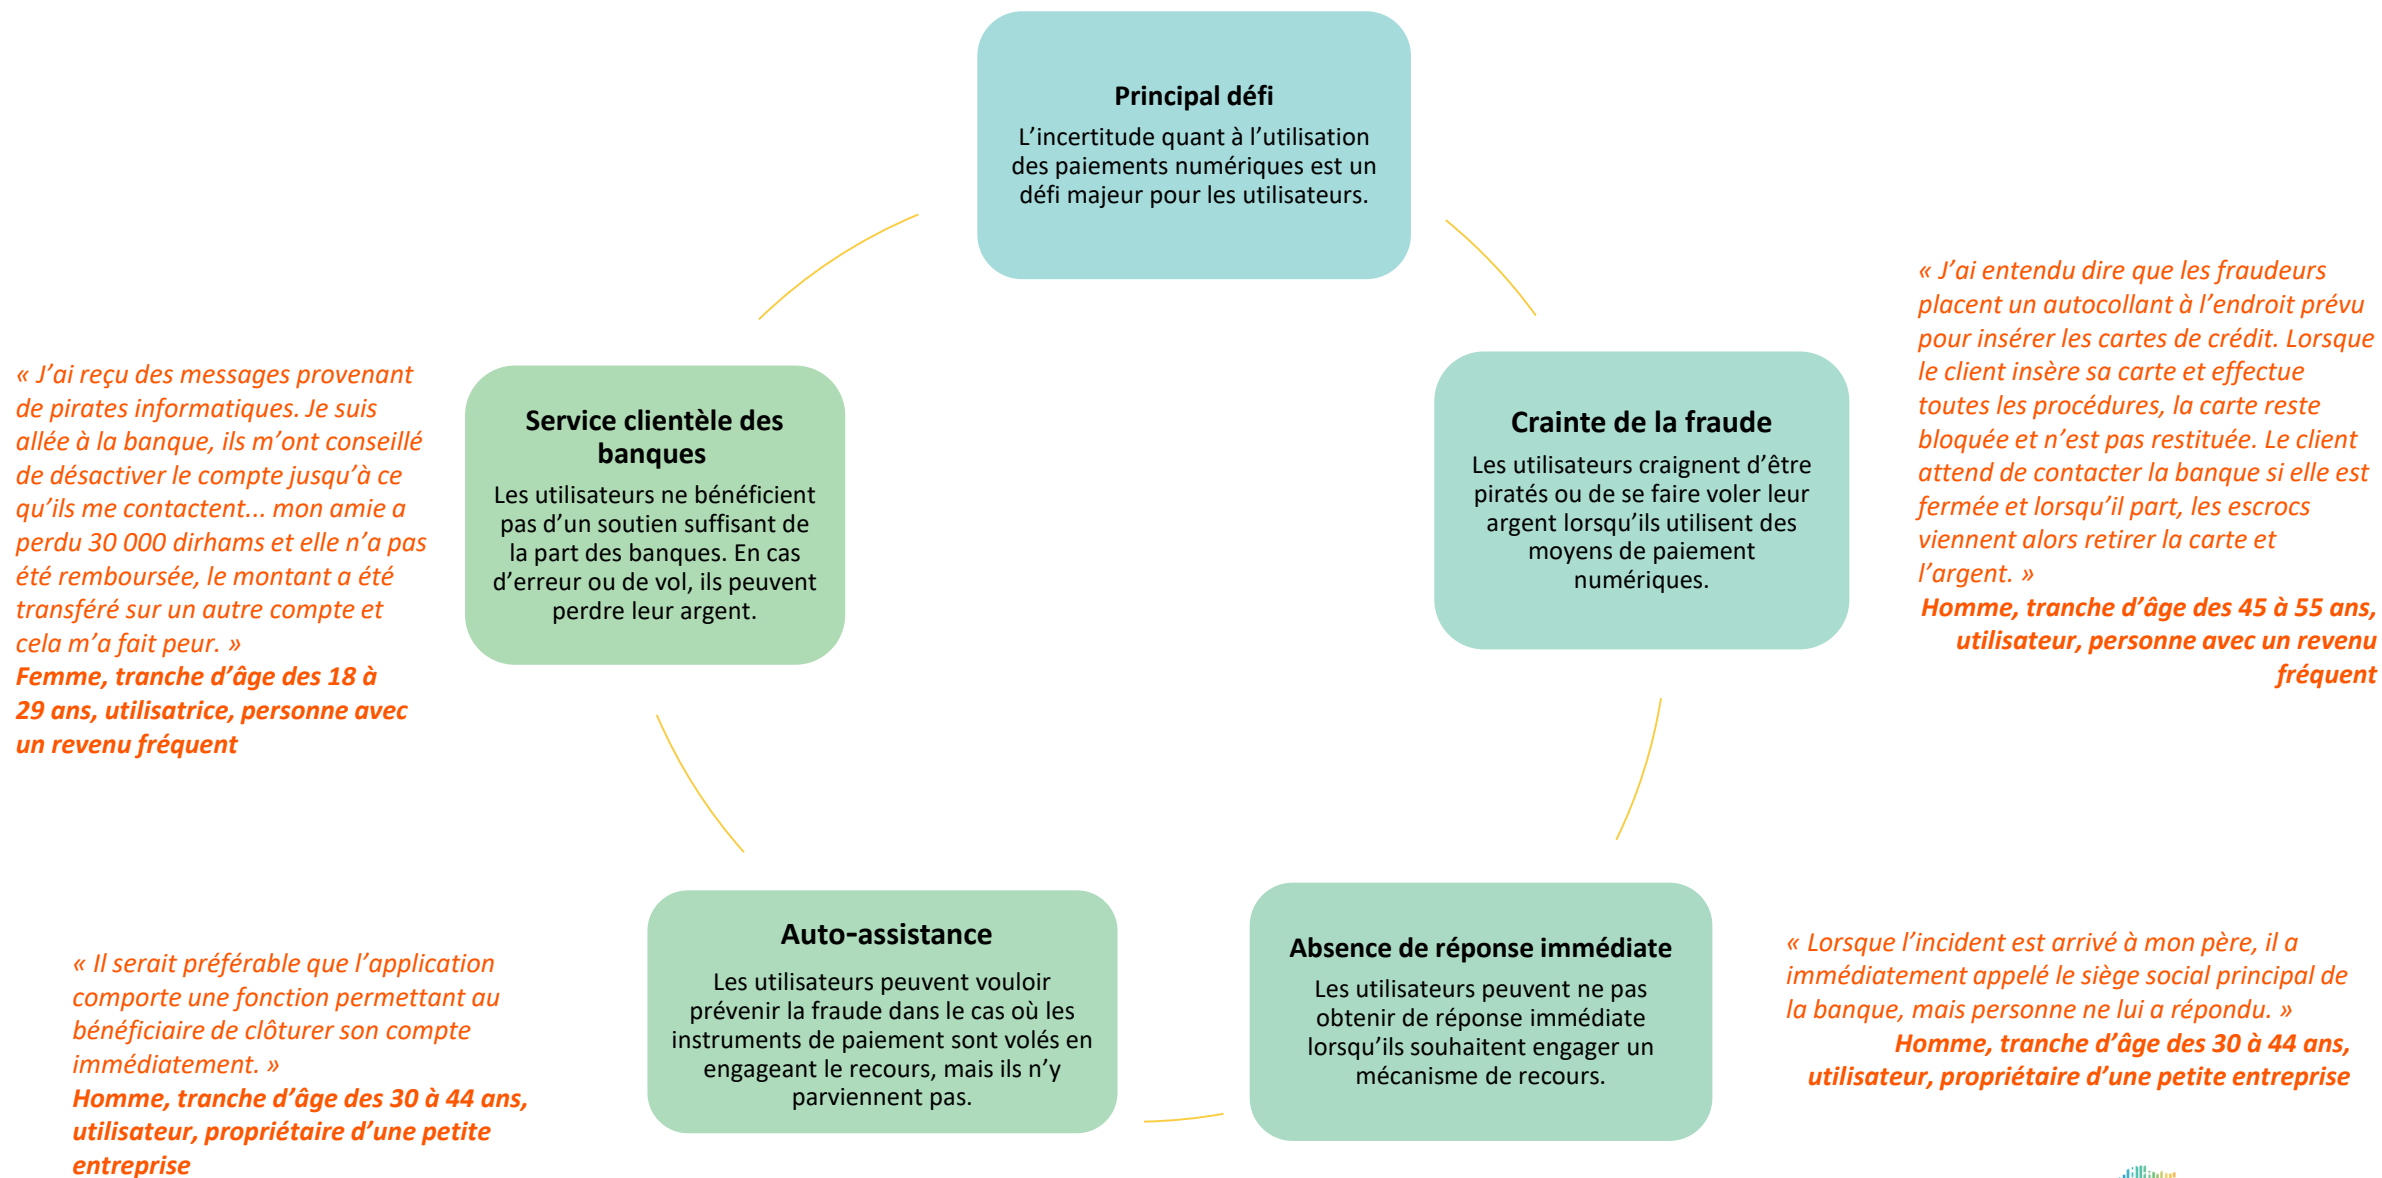 Principal défi
L’incertitude quant à l’utilisation
des paiements numériques est un
défi majeur pour les utilisateurs.
« J’ai entendu dire que les fraudeurs
placent un autocollant à l’endroit prévu
pour insérer les cartes de crédit. Lorsque
le client insère sa carte et effectue
toutes les procédures, la carte reste
bloquée et n’est pas restituée. Le client
attend de contacter la banque si elle est
fermée et lorsqu’il part, les escrocs
viennent alors retirer la carte et
l’argent. »
Homme, tranche d’âge des 45 à 55 ans,
utilisateur, personne avec un revenu
fréquent
Crainte de la fraude
Les utilisateurs craignent d’être
piratés ou de se faire voler leur
argent lorsqu’ils utilisent des
moyens de paiement
numériques.
« J’ai reçu des messages provenant
de pirates informatiques. Je suis
allée à la banque, ils m’ont conseillé
de désactiver le compte jusqu’à ce
qu’ils me contactent... mon amie a
perdu 30 000 dirhams et elle n’a pas
été remboursée, le montant a été
transféré sur un autre compte et
cela m’a fait peur. »
Femme, tranche d’âge des 18 à
29 ans, utilisatrice, personne avec
un revenu fréquent
Service clientèle des
banques
Les utilisateurs ne bénéficient
pas d’un soutien suffisant de
la part des banques. En cas
d’erreur ou de vol, ils peuvent
perdre leur argent.
Auto-assistance
Les utilisateurs peuvent vouloir
prévenir la fraude dans le cas où les
instruments de paiement sont volés en
engageant le recours, mais ils n’y
parviennent pas.
Absence de réponse immédiate
Les utilisateurs peuvent ne pas
obtenir de réponse immédiate
lorsqu’ils souhaitent engager un
mécanisme de recours.
« Lorsque l’incident est arrivé à mon père, il a
immédiatement appelé le siège social principal de
la banque, mais personne ne lui a répondu. »
Homme, tranche d’âge des 30 à 44 ans,
utilisateur, propriétaire d’une petite entreprise
« Il serait préférable que l’application
comporte une fonction permettant au
bénéficiaire de clôturer son compte
immédiatement. »
Homme, tranche d’âge des 30 à 44 ans,
utilisateur, propriétaire d’une petite
entreprise